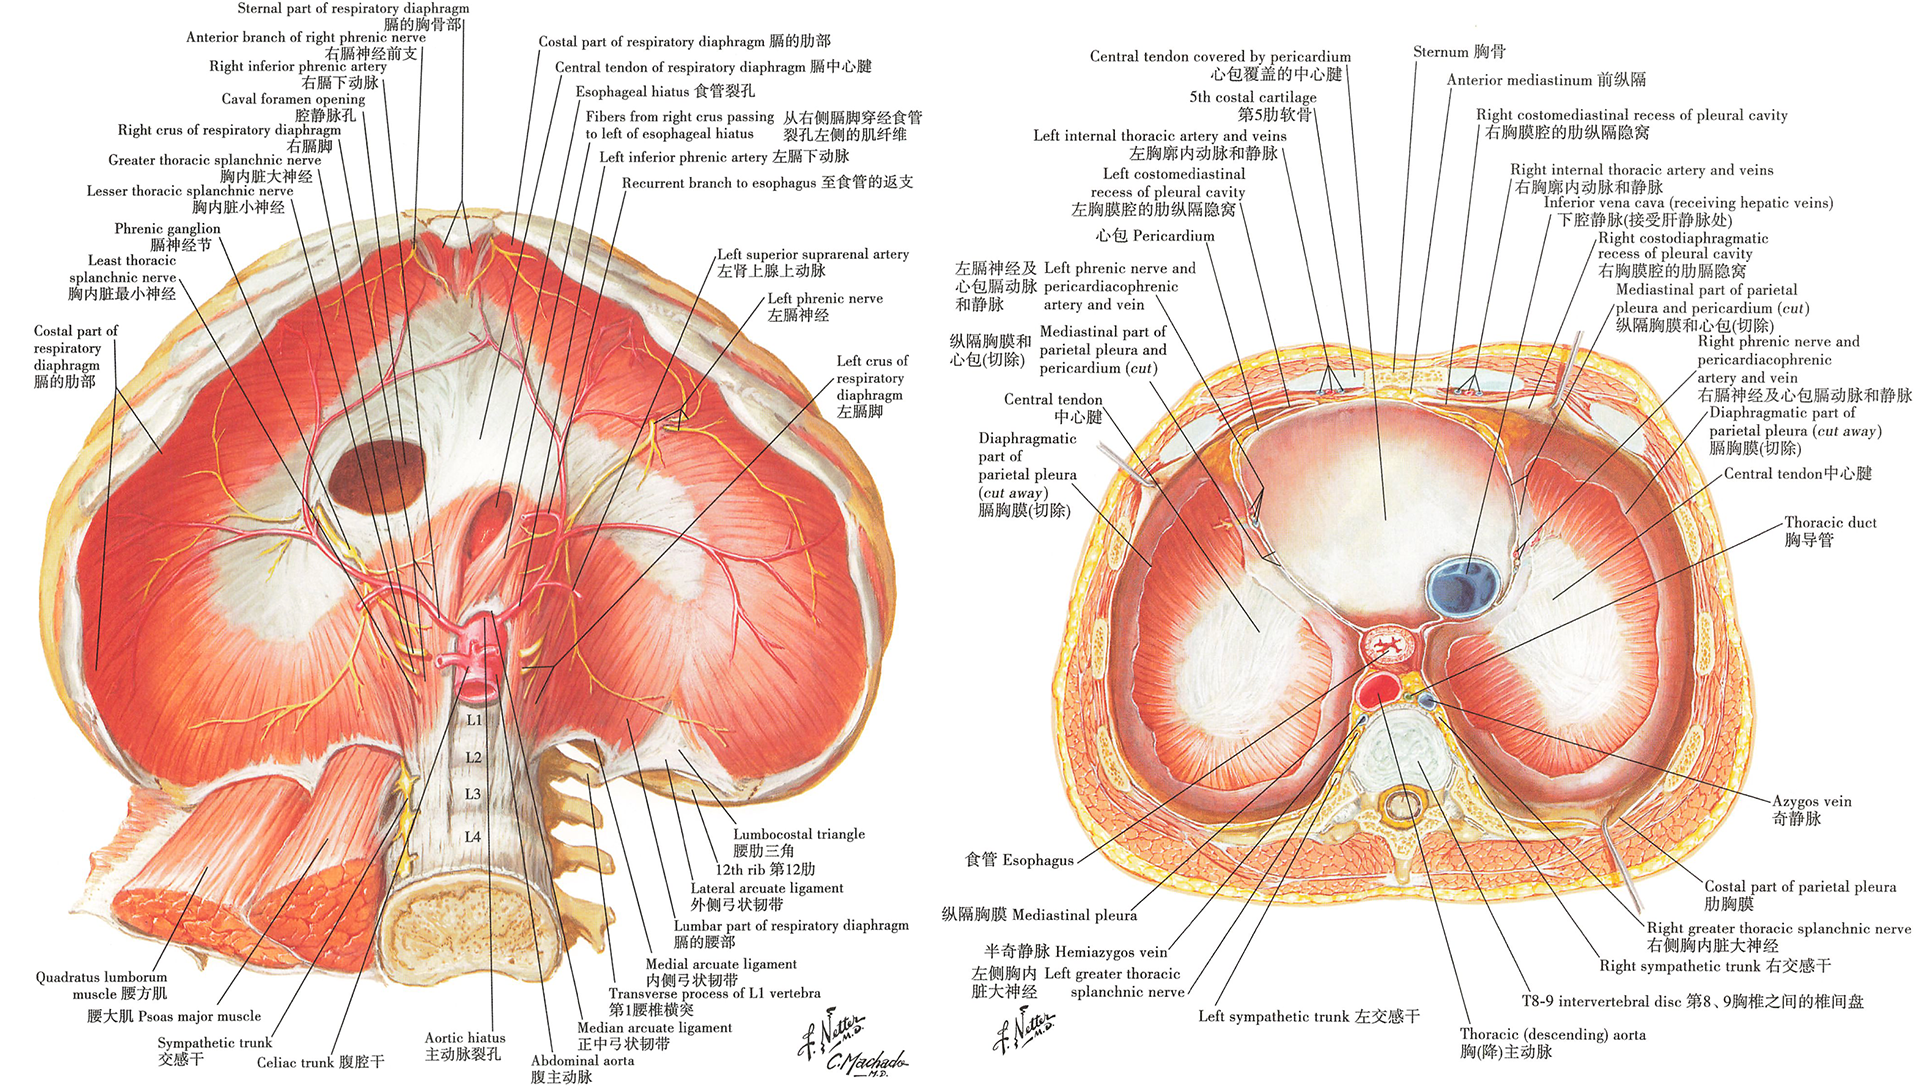 Sternal part of respiratory diaphragm
膈的胸骨部
Anterior branch of right phrenic nerve
右膈神经前支
Right inferior phrenic artery
右膈下动脉
Caval foramen opening
腔静脉孔
Right crus of respiratory diaphragm
右膈脚
Greater thoracic splanchnic nerve
胸内脏大神经
Lesser thoracic splanchnic nerve
胸内脏小神经
Phrenic ganglion
膈神经节
Least thoracic
splanchnic nerve
胸内脏最小神经
Costal part of
respiratory
diaphragm
膈的肋部
Costal part of respiratory diaphragm 膈的肋部
Central tendon of respiratory diaphragm 膈中心腱
Esophageal hiatus 食管裂孔
Fibers from right crus passing 从右侧膈脚穿经食管
to left of esophageal hiatus 裂孔左侧的肌纤维
Left inferior phrenic artery 左膈下动脉
Recurrent branch to esophagus 至食管的返支
Left superior suprarenal artery
左肾上腺上动脉
Left phrenic nerve
左膈神经
Left crus of
respiratory
diaphragm
左膈脚
L1
L2
L3
L4
Lumbocostal triangle
腰肋三角
12th rib 第12肋
Lateral arcuate ligament
外侧弓状韧带
Lumbar part of respiratory diaphragm
膈的腰部
Medial arcuate ligament
内侧弓状韧带
Transverse process of L1 vertebra
第1腰椎横突
Median arcuate ligament
正中弓状韧带
Abdominal aorta
腹主动脉
Aortic hiatus
主动脉裂孔
Celiac trunk 腹腔干
Sympathetic trunk
交感干
腰大肌 Psoas major muscle
Quadratus lumborum
muscle 腰方肌
F. Netter
M.D.
C. Machado
M.D.
Central tendon covered by pericardium
心包覆盖的中心腱
5th costal cartilage
第5肋软骨
Left internal thoracic artery and veins
左胸廓内动脉和静脉
Left costomediastinal
recess of pleural cavity
左胸膜腔的肋纵隔隐窝
心包 Pericardium
左膈神经及 Left phrenic nerve and
心包膈动脉 pericardiacophrenic
和静脉 artery and vein
纵隔胸膜和 Mediastinal part of
心包(切除) parietal pleura and
pericardium (cut)
Central tendon
中心腱
Diaphragmatic
part of
parietal pleura
(cut away)
膈胸膜(切除)
Sternum 胸骨
Anterior mediastinum 前纵隔
Right costomediastinal recess of pleural cavity
右胸膜腔的肋纵隔隐窝
Right internal thoracic artery and veins
右胸廓内动脉和静脉
Inferior vena cava (receiving hepatic veins)
下腔静脉(接受肝静脉处)
Right costodiaphragmatic
recess of pleural cavity
右胸膜腔的肋膈隐窝
Mediastinal part of parietal
pleura and pericardium (cut)
纵隔胸膜和心包(切除)
Right phrenic nerve and
pericardiacophrenic
artery and vein
右膈神经及心包膈动脉和静脉
Diaphragmatic part of
parietal pleura (cut away)
膈胸膜(切除)
Central tendon中心腱
Thoracic duct
胸导管
Azygos vein
奇静脉
Costal part of parietal pleura
肋胸膜
Right greater thoracic splanchnic nerve
右侧胸内脏大神经
Right sympathetic trunk 右交感干
T8-9 intervertebral disc 第8、9胸椎之间的椎间盘
Thoracic (descending) aorta
胸(降)主动脉
食管 Esophagus
纵隔胸膜 Mediastinal pleura
半奇静脉 Hemiazygos vein
左侧胸内 Left greater thoracic
脏大神经 splanchnic nerve
Left sympathetic trunk 左交感干
F. Netter
M.D.